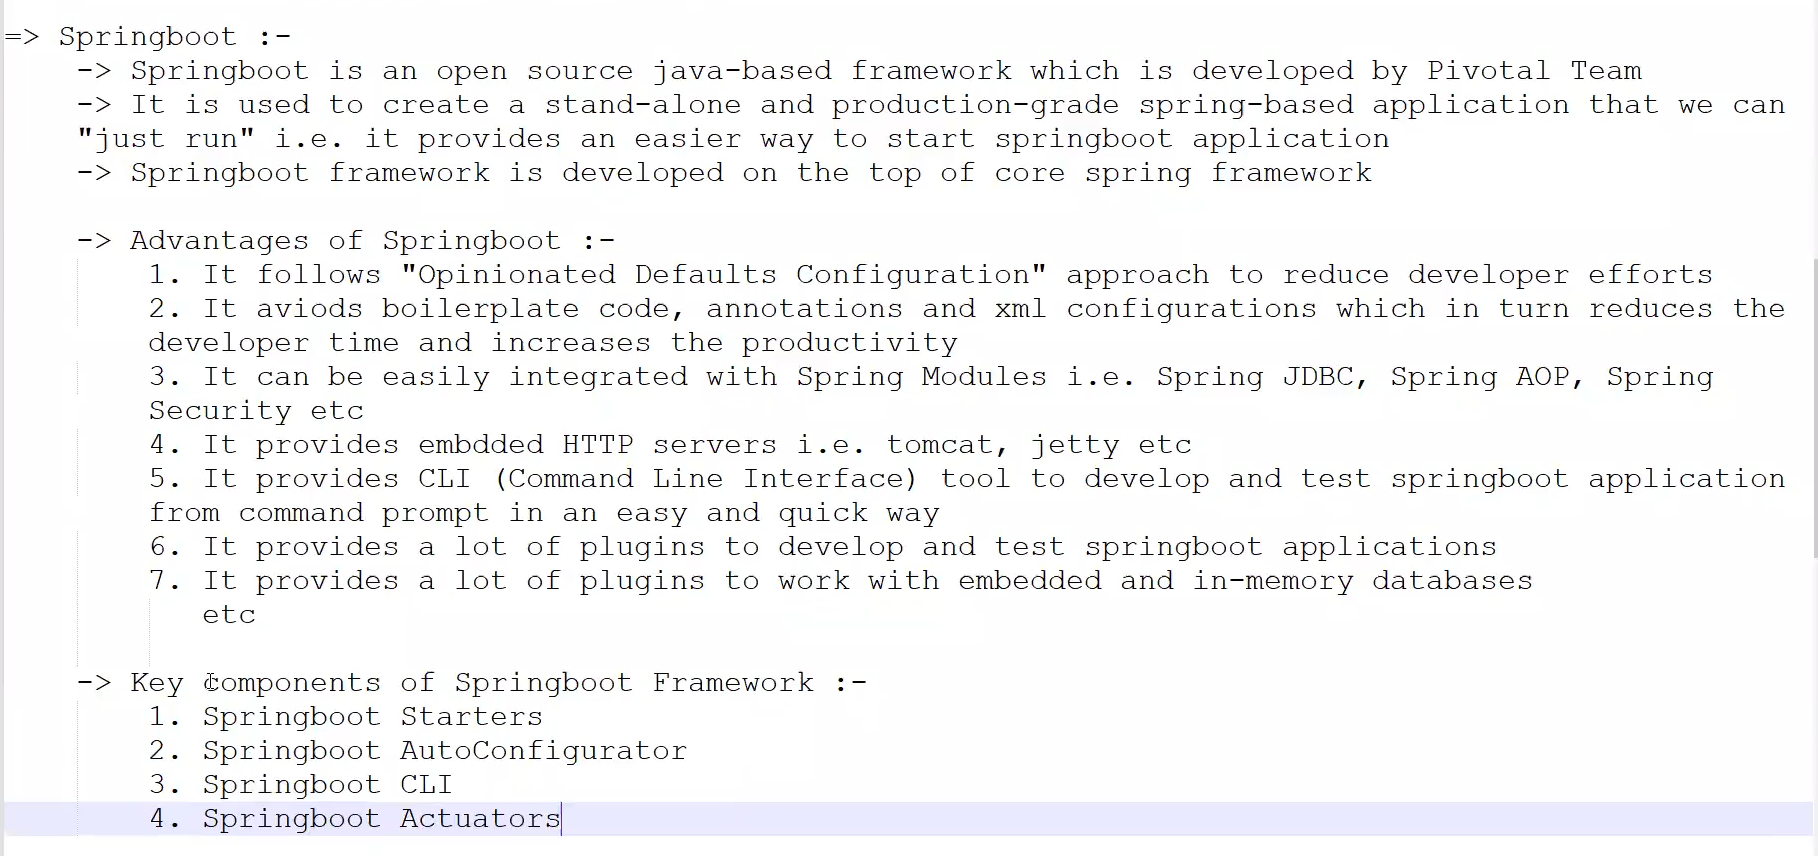 => Springboot :-
-> Springboot is an open source java-based framework which is developed by Pivotal Team
-> It is used to create a stand-alone and production-grade spring-based application that we can
"just run" i.e. it provides an easier way to start springboot application
-> Springboot framework is developed on the top of core spring framework
-> Advantages of Springboot :-
1. It follows "Opinionated Defaults Configuration" approach to reduce developer efforts
2. It aviods boilerplate code, annotations and xml configurations which in turn reduces the
developer time and increases the productivity
3. It can be easily integrated with Spring Modules i.e. Spring JDBC, Spring AOP, Spring
Security etc
4. It provides embdded HTTP servers i.e. tomcat, jetty etc
5. It provides CLI (Command Line Interface) tool to develop and test springboot application
from command prompt in an easy and quick way
6. It provides a lot of plugins to develop and test springboot applications
7. It provides a lot of plugins to work with embedded and in-memory databases
etc
-> Key components of Springboot Framework :-
1. Springboot Starters
2. Springboot AutoConfigurator
3. Springboot CLI
4. Springboot Actuators